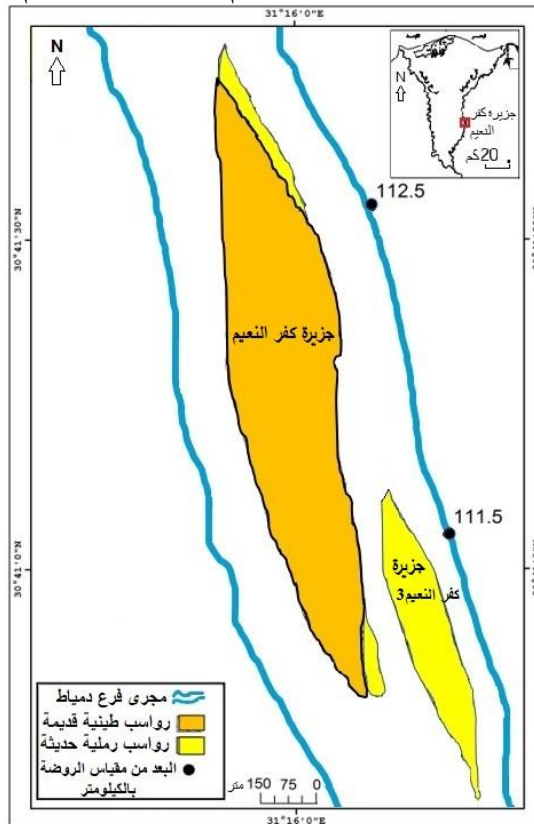 31°16'0"E
N
N
جزيرة كفر
النعيم
20 كم
112.5
30°41'30"N
جزيرة كفر النعيم
111.5
30°41'0"N
جزيرة
كفر النعيم3
مجرى فرع دمياط
رواسب طينية قديمة
رواسب رملية حديثة
البعد من مقياس الروضة
بالكيلومتر
0 75 150 متر
31°16'0"E